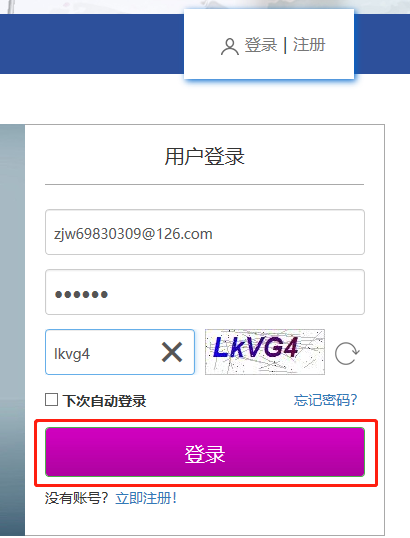 登录 | 注册
用户登录
zjw69830309@126.com
●●●●●●
lkvg4
LkVG4
下次自动登录 忘记密码?
登录
没有账号? 立即注册!